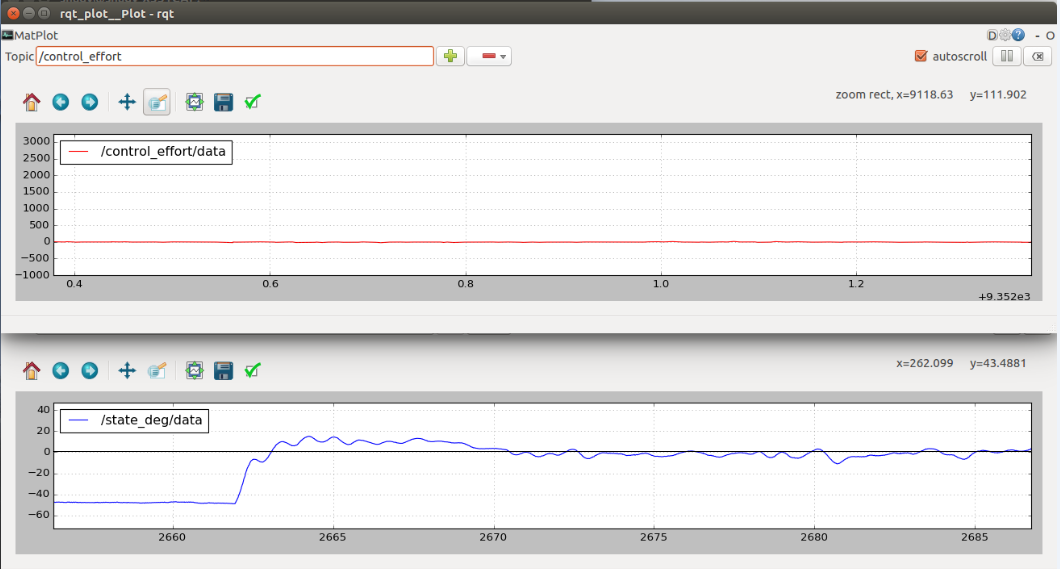 rqt_plot__Plot - rqt
MatPlot
D
- O
Topic /control_effort
autoscroll
zoom rect, x=9118.63 y=111.902
/control_effort/data
3000
2500
2000
1500
1000
500
0
−500
−1000
0.4 0.6 0.8 1.0 1.2
+9.352e3
x=262.099 y=43.4881
/state_deg/data
40
20
0
−20
−40
−60
2660 2665 2670 2675 2680 2685